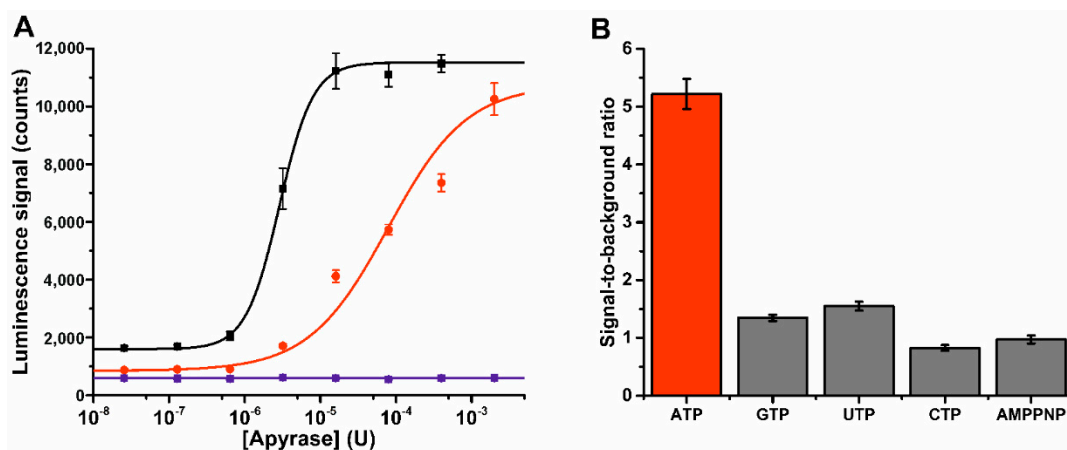 A
Luminescence signal (counts)
12,000
10,000
8,000
6,000
4,000
2,000
0
10-8
10-7
10-6
10-5
10-4
10-3
[Apyrase] (U)
B
Signal-to-background ratio
6
5
4
3
2
1
0
ATP
GTP
UTP
CTP
AMPPNP